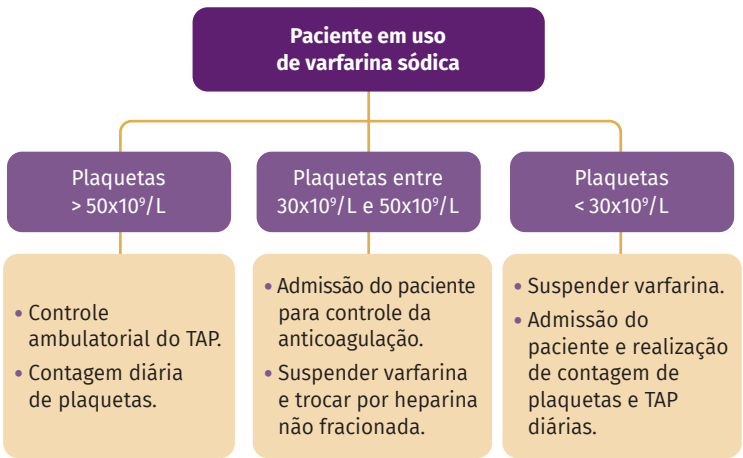 Paciente em uso
de varfarina sódica
Plaquetas
> 50x10⁹/L
Plaquetas entre
30x10⁹/L e 50x10⁹/L
Plaquetas
< 30x10⁹/L
• Controle
ambulatorial do TAP.
• Contagem diária
de plaquetas.
• Admissão do paciente
para controle da
anticoagulação.
• Suspender varfarina
e trocar por heparina
não fracionada.
• Suspender varfarina.
• Admissão do
paciente e realização
de contagem de
plaquetas e TAP
diárias.